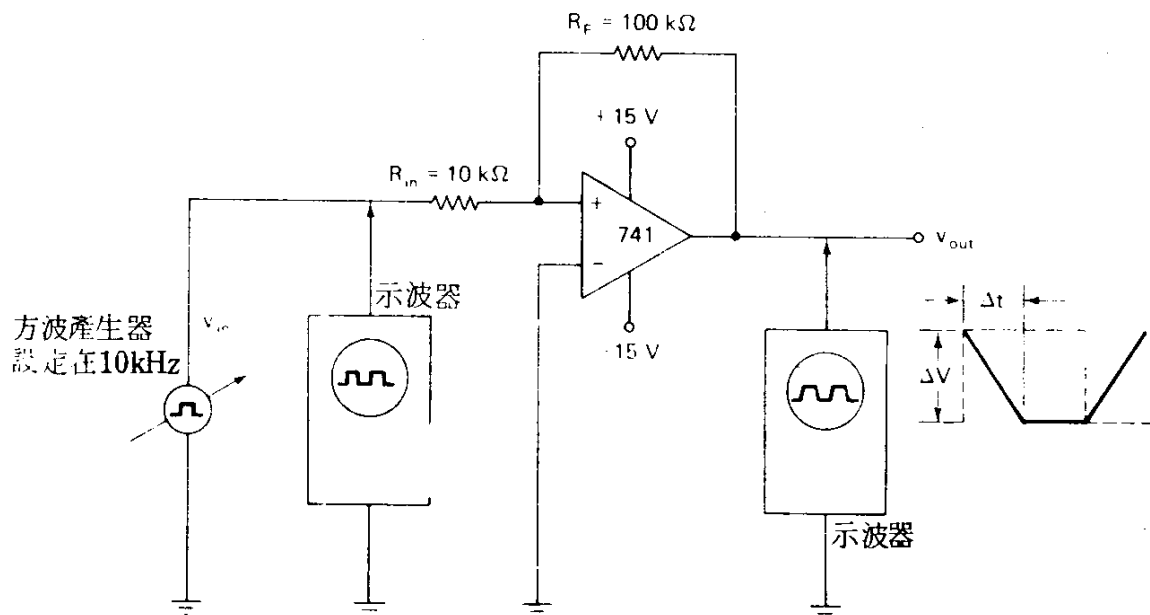 R_F = 100 kΩ
+ 15 V
R_in = 10 kΩ
+
741
−
v_out
示波器
v_in
方波產生器
設定在10kHz
15 V
Δt
ΔV
示波器